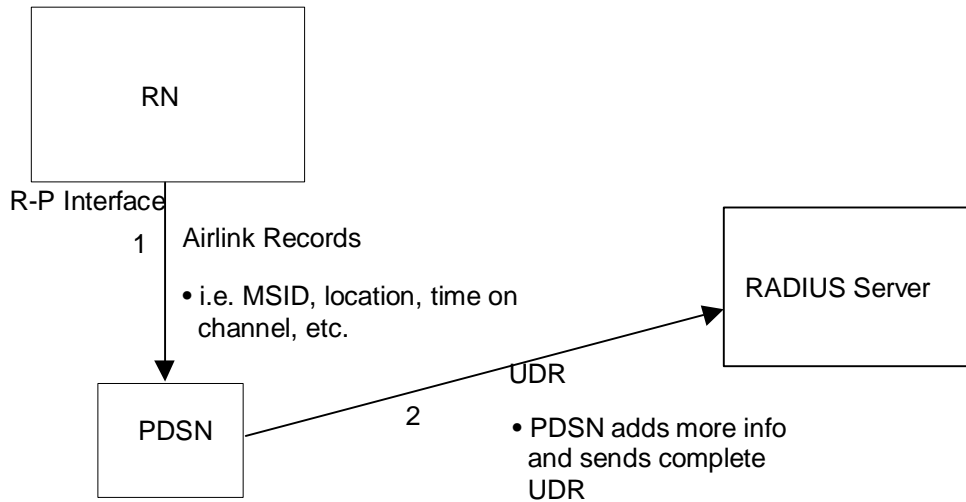 RN
R-P Interface
1
Airlink Records
• i.e. MSID, location, time on
channel, etc.
RADIUS Server
PDSN
UDR
2
• PDSN adds more info
and sends complete
UDR